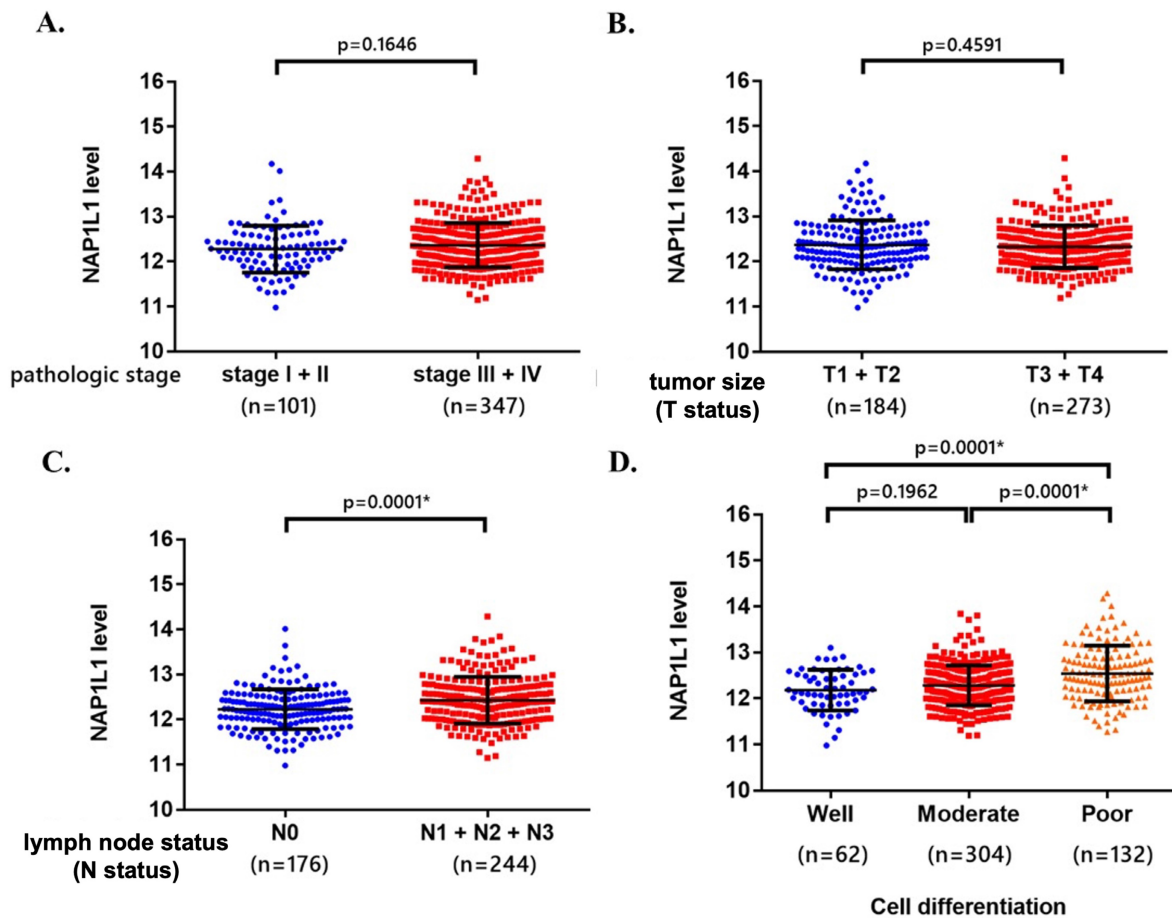 A.
p=0.1646
NAP1L1 level
16
15
14
13
12
11
10
pathologic stage
stage I + II
stage III + IV
(n=101)
(n=347)
B.
p=0.4591
NAP1L1 level
16
15
14
13
12
11
10
tumor size
(T status)
T1 + T2
T3 + T4
(n=184)
(n=273)
C.
p=0.0001*
NAP1L1 level
16
15
14
13
12
11
10
lymph node status
(N status)
N0
N1 + N2 + N3
(n=176)
(n=244)
D.
p=0.0001*
p=0.1962
p=0.0001*
NAP1L1 level
16
15
14
13
12
11
10
Well
Moderate
Poor
(n=62)
(n=304)
(n=132)
Cell differentiation